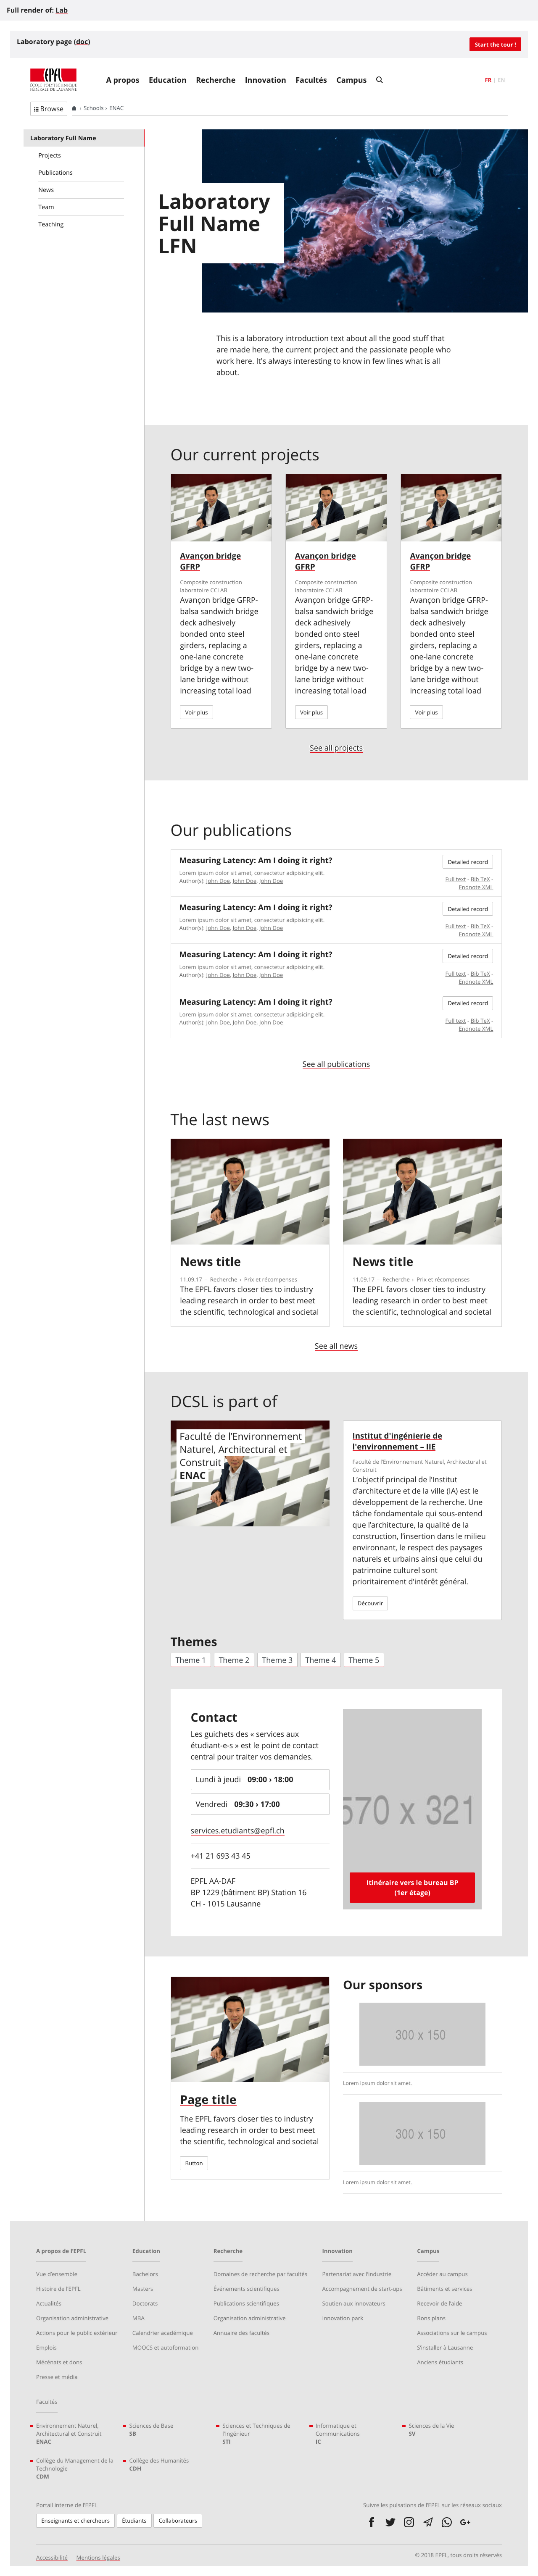 Full render of: Lab
Laboratory page (doc)
Start the tour !
EPFL
ÉCOLE POLYTECHNIQUE
FÉDÉRALE DE LAUSANNE
A propos Education Recherche Innovation Facultés Campus
FR EN
Browse
› Schools › ENAC
Laboratory Full Name
Projects
Publications
News
Team
Teaching
Laboratory
Full Name
LFN
This is a laboratory introduction text about all the good stuff that
are made here, the current project and the passionate people who
work here. It's always interesting to know in few lines what is all
about.
Our current projects
Avançon bridge
GFRP
Composite construction
laboratoire CCLAB
Avançon bridge GFRP-
balsa sandwich bridge
deck adhesively
bonded onto steel
girders, replacing a
one-lane concrete
bridge by a new two-
lane bridge without
increasing total load
Voir plus
Avançon bridge
GFRP
Composite construction
laboratoire CCLAB
Avançon bridge GFRP-
balsa sandwich bridge
deck adhesively
bonded onto steel
girders, replacing a
one-lane concrete
bridge by a new two-
lane bridge without
increasing total load
Voir plus
Avançon bridge
GFRP
Composite construction
laboratoire CCLAB
Avançon bridge GFRP-
balsa sandwich bridge
deck adhesively
bonded onto steel
girders, replacing a
one-lane concrete
bridge by a new two-
lane bridge without
increasing total load
Voir plus
See all projects
Our publications
Measuring Latency: Am I doing it right?
Lorem ipsum dolor sit amet, consectetur adipisicing elit.
Author(s): John Doe, John Doe, John Doe
Detailed record
Full text - Bib TeX -
Endnote XML
Measuring Latency: Am I doing it right?
Lorem ipsum dolor sit amet, consectetur adipisicing elit.
Author(s): John Doe, John Doe, John Doe
Detailed record
Full text - Bib TeX -
Endnote XML
Measuring Latency: Am I doing it right?
Lorem ipsum dolor sit amet, consectetur adipisicing elit.
Author(s): John Doe, John Doe, John Doe
Detailed record
Full text - Bib TeX -
Endnote XML
Measuring Latency: Am I doing it right?
Lorem ipsum dolor sit amet, consectetur adipisicing elit.
Author(s): John Doe, John Doe, John Doe
Detailed record
Full text - Bib TeX -
Endnote XML
See all publications
The last news
News title
11.09.17 – Recherche • Prix et récompenses
The EPFL favors closer ties to industry
leading research in order to best meet
the scientific, technological and societal
News title
11.09.17 – Recherche • Prix et récompenses
The EPFL favors closer ties to industry
leading research in order to best meet
the scientific, technological and societal
See all news
DCSL is part of
Faculté de l’Environnement
Naturel, Architectural et
Construit
ENAC
Institut d'ingénierie de
l'environnement – IIE
Faculté de l’Environnement Naturel, Architectural et
Construit
L’objectif principal de l’Institut
d’architecture et de la ville (IA) est le
développement de la recherche. Une
tâche fondamentale qui sous-entend
que l’architecture, la qualité de la
construction, l’insertion dans le milieu
environnant, le respect des paysages
naturels et urbains ainsi que celui du
patrimoine culturel sont
prioritairement d’intérêt général.
Découvrir
Themes
Theme 1 Theme 2 Theme 3 Theme 4 Theme 5
Contact
Les guichets des « services aux
étudiant-e-s » est le point de contact
central pour traiter vos demandes.
Lundi à jeudi 09:00 › 18:00
Vendredi 09:30 › 17:00
services.etudiants@epfl.ch
+41 21 693 43 45
EPFL AA-DAF
BP 1229 (bâtiment BP) Station 16
CH - 1015 Lausanne
570 x 321
Itinéraire vers le bureau BP
(1er étage)
Page title
The EPFL favors closer ties to industry
leading research in order to best meet
the scientific, technological and societal
Button
Our sponsors
300 x 150
Lorem ipsum dolor sit amet.
300 x 150
Lorem ipsum dolor sit amet.
A propos de l'EPFL
Vue d'ensemble
Histoire de l'EPFL
Actualités
Organisation administrative
Actions pour le public extérieur
Emplois
Mécénats et dons
Presse et média
Education
Bachelors
Masters
Doctorats
MBA
Calendrier académique
MOOCS et autoformation
Recherche
Domaines de recherche par facultés
Événements scientifiques
Publications scientifiques
Organisation administrative
Annuaire des facultés
Innovation
Partenariat avec l'industrie
Accompagnement de start-ups
Soutien aux innovateurs
Innovation park
Campus
Accéder au campus
Bâtiments et services
Recevoir de l'aide
Bons plans
Associations sur le campus
S'installer à Lausanne
Anciens étudiants
Facultés
Environnement Naturel,
Architectural et Construit
ENAC
Sciences de Base
SB
Sciences et Techniques de
l'Ingénieur
STI
Informatique et
Communications
IC
Sciences de la Vie
SV
Collège du Management de la
Technologie
CDM
Collège des Humanités
CDH
Portail interne de l'EPFL
Enseignants et chercheurs Étudiants Collaborateurs
Suivre les pulsations de l'EPFL sur les réseaux sociaux
Accessibilité Mentions légales
© 2018 EPFL, tous droits réservés